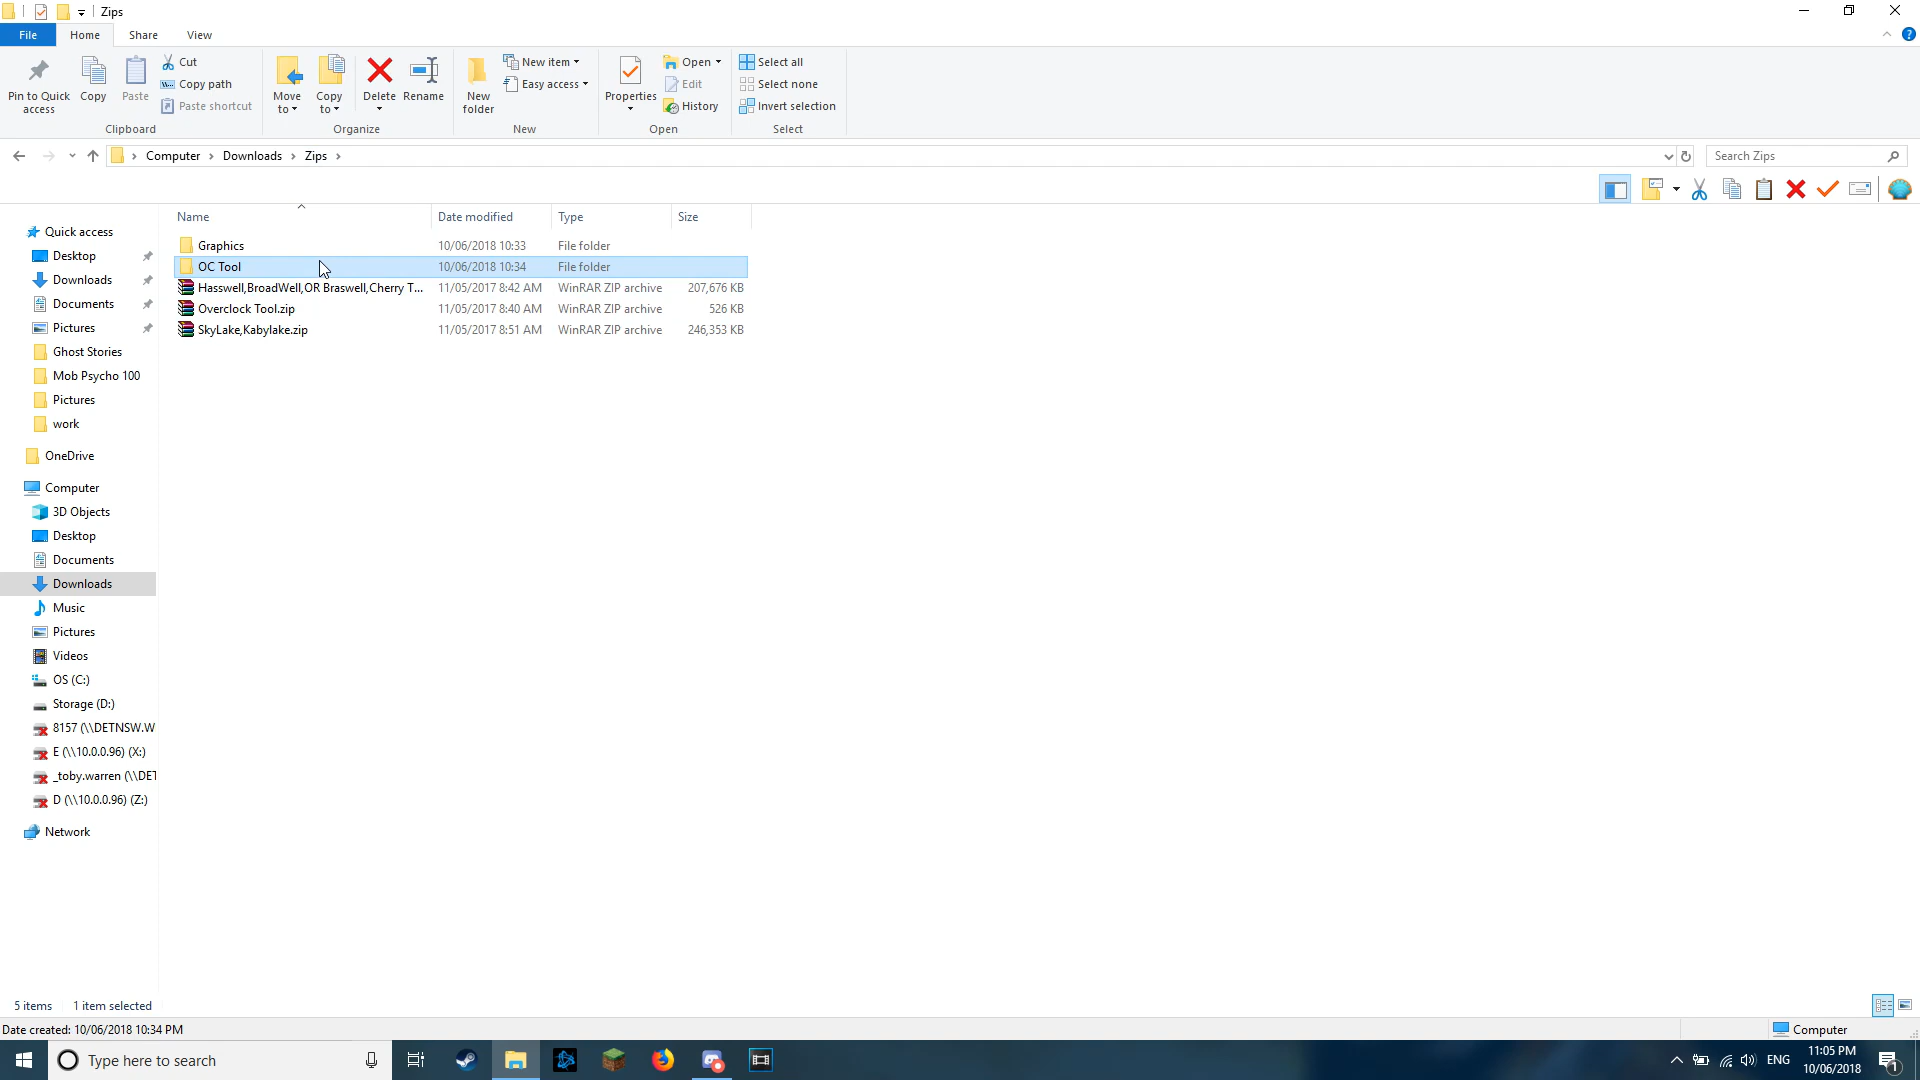 Zips
File Home Share View
Pin to Quick access
Copy
Paste
Cut
Copy path
Paste shortcut
Clipboard
Move to
Copy to
Delete
Rename
Organize
New folder
New item
Easy access
New
Properties
Open
Edit
History
Open
Select all
Select none
Invert selection
Select
Computer Downloads Zips
Search Zips
Name Date modified Type Size
Graphics 10/06/2018 10:33 File folder
OC Tool 10/06/2018 10:34 File folder
Hasswell,BroadWell,OR Braswell,Cherry T... 11/05/2017 8:42 AM WinRAR ZIP archive 207,676 KB
Overclock Tool.zip 11/05/2017 8:40 AM WinRAR ZIP archive 526 KB
SkyLake,Kabylake.zip 11/05/2017 8:51 AM WinRAR ZIP archive 246,353 KB
Quick access
Desktop
Downloads
Documents
Pictures
Ghost Stories
Mob Psycho 100
Pictures
work
OneDrive
Computer
3D Objects
Desktop
Documents
Downloads
Music
Pictures
Videos
OS (C:)
Storage (D:)
8157 (\\DETNSW.W
E (\\10.0.0.96) (X:)
_toby.warren (\\DET
D (\\10.0.0.96) (Z:)
Network
5 items 1 item selected
Date created: 10/06/2018 10:34 PM
Computer
Type here to search
ENG
11:05 PM
10/06/2018
1